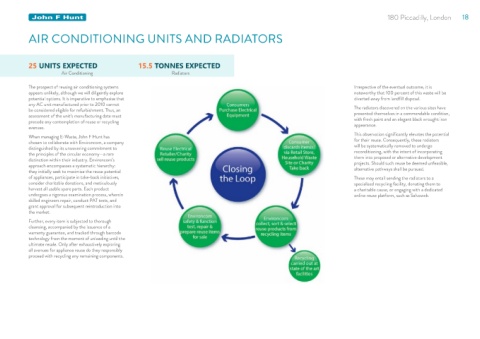 John F Hunt
180 Piccadilly, London 18
AIR CONDITIONING UNITS AND RADIATORS
25 UNITS EXPECTED
Air Conditioning
15.5 TONNES EXPECTED
Radiators
The prospect of reusing air conditioning systems
appears unlikely, although we will diligently explore
potential options. It is imperative to emphasise that
any AC unit manufactured prior to 2010 cannot
be considered eligible for refurbishment. Thus, an
assessment of the unit's manufacturing date must
precede any contemplation of reuse or recycling
avenues.
When managing E-Waste, John F Hunt has
chosen to collaborate with Envirocom, a company
distinguished by its unwavering commitment to
the principles of the circular economy - a rare
distinction within their industry. Envirocom's
approach encompasses a systematic hierarchy:
they initially seek to maximise the reuse potential
of appliances, participate in take-back initiatives,
consider charitable donations, and meticulously
harvest all usable spare parts. Each product
undergoes a rigorous examination process, wherein
skilled engineers repair, conduct PAT tests, and
grant approval for subsequent reintroduction into
the market.
Further, every item is subjected to thorough
cleansing, accompanied by the issuance of a
warranty guarantee, and tracked through barcode
technology from the moment of unloading until the
ultimate resale. Only after exhaustively exploring
all avenues for appliance reuse do they responsibly
proceed with recycling any remaining components.
Closing
the Loop
Consumers
Purchase Electrical
Equipment
Consumer
discards owned
via Retail Store,
Household Waste
Site or Charity
Take back
Envirocom
collect, sort & select
reuse products from
recycling items
Recycling
carried out at
state of the art
facilities
Envirocom
safety & function
test, repair &
prepare reuse items
for sale
Reuse Electrical
Retailer/Charity
sell reuse products
Irrespective of the eventual outcome, it is
noteworthy that 100 percent of this waste will be
diverted away from landfill disposal.
The radiators discovered on the various sites have
presented themselves in a commendable condition,
with fresh paint and an elegant black wrought iron
appearance.
This observation significantly elevates the potential
for their reuse. Consequently, these radiators
will be systematically removed to undergo
reconditioning, with the intent of incorporating
them into proposed or alternative development
projects. Should such reuse be deemed unfeasible,
alternative pathways shall be pursued.
These may entail sending the radiators to a
specialised recycling facility, donating them to
a charitable cause, or engaging with a dedicated
online reuse platform, such as Salvoweb.